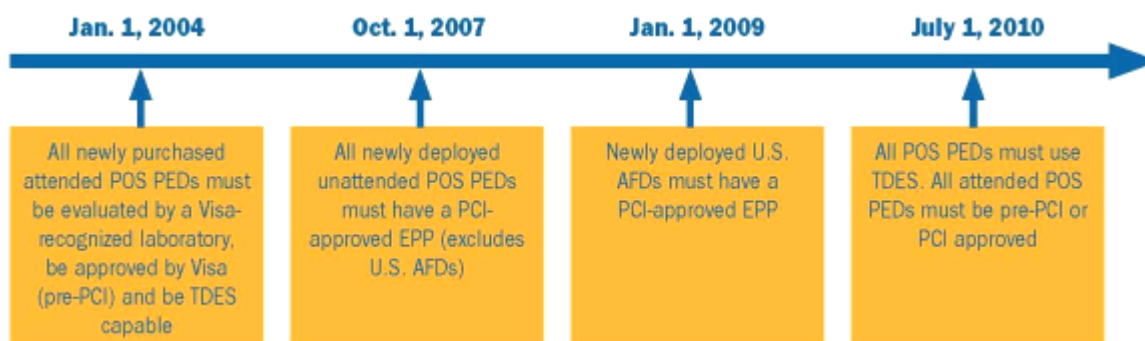 Jan. 1, 2004
Oct. 1, 2007
Jan. 1, 2009
July 1, 2010
All newly purchased
attended POS PEDs must
be evaluated by a Visa-
recognized laboratory,
be approved by Visa
(pre-PCI) and be TDES
capable
All newly deployed
unattended POS PEDs
must have a PCI-
approved EPP (excludes
U.S. AFDs)
Newly deployed U.S.
AFDs must have a
PCI-approved EPP
All POS PEDs must use
TDES. All attended POS
PEDs must be pre-PCI or
PCI approved